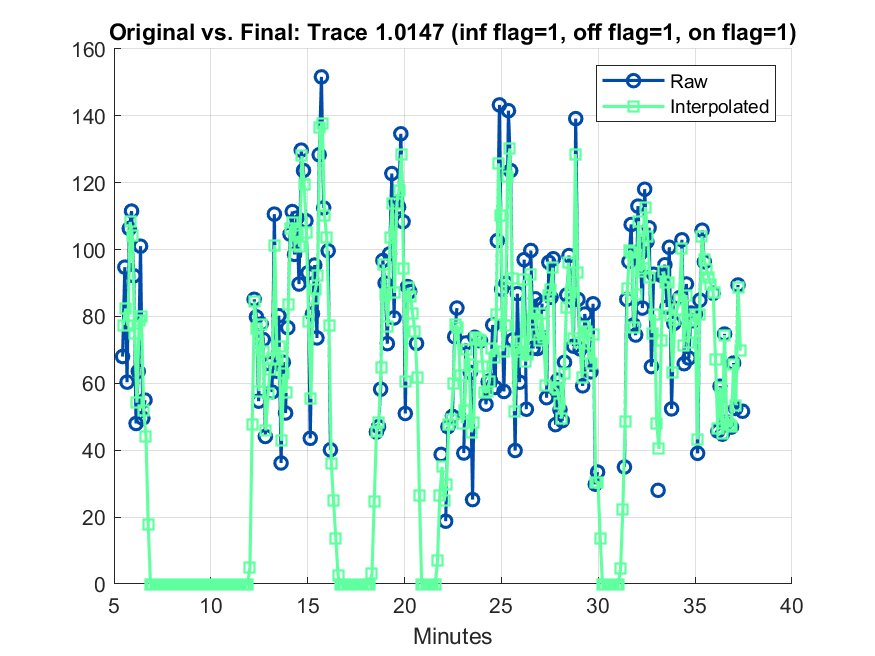 Original vs. Final: Trace 1.0147 (inf flag=1, off flag=1, on flag=1)
160
140
120
100
80
60
40
20
0
Raw
Interpolated
5 10 15 20 25 30 35 40
Minutes